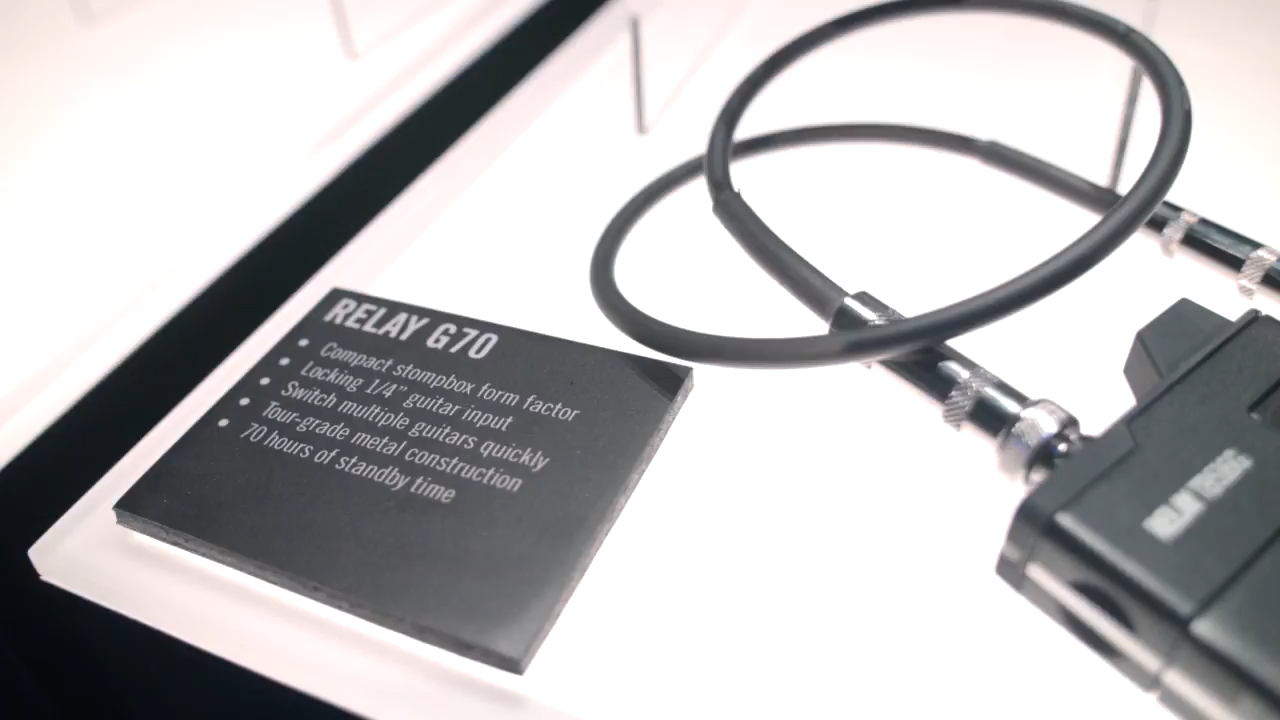 RELAY G70
• Compact stompbox form factor
• Locking 1/4” guitar input
• Switch multiple guitars quickly
• Tour-grade metal construction
• 70 hours of standby time
RELAY